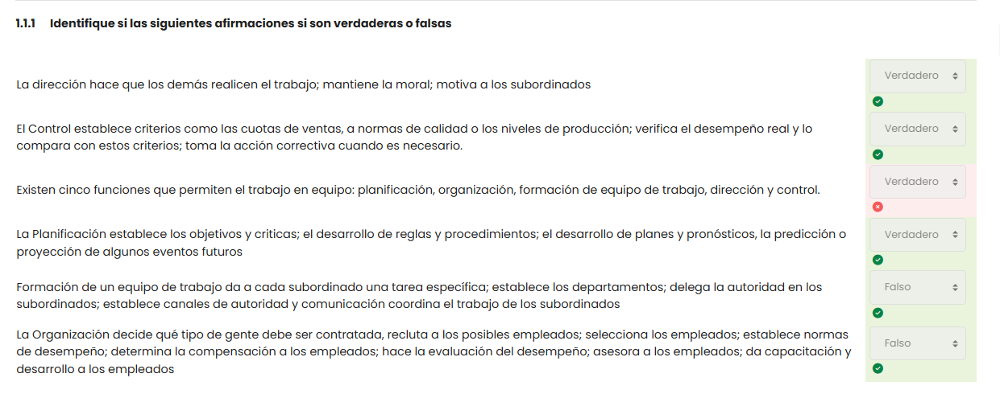 1.1.1 Identifique si las siguientes afirmaciones si son verdaderas o falsas
La dirección hace que los demás realicen el trabajo; mantiene la moral; motiva a los subordinados
Verdadero
El Control establece criterios como las cuotas de ventas, a normas de calidad o los niveles de producción; verifica el desempeño real y lo
compara con estos criterios; toma la acción correctiva cuando es necesario.
Verdadero
Existen cinco funciones que permiten el trabajo en equipo: planificación, organización, formación de equipo de trabajo, dirección y control.
Verdadero
La Planificación establece los objetivos y criticas; el desarrollo de reglas y procedimientos; el desarrollo de planes y pronósticos, la predicción o
proyección de algunos eventos futuros
Verdadero
Formación de un equipo de trabajo da a cada subordinado una tarea específica; establece los departamentos; delega la autoridad en los
subordinados; establece canales de autoridad y comunicación coordina el trabajo de los subordinados
Falso
La Organización decide qué tipo de gente debe ser contratada, recluta a los posibles empleados; selecciona los empleados; establece normas
de desempeño; determina la compensación a los empleados; hace la evaluación del desempeño; asesora a los empleados; da capacitación y
desarrollo a los empleados
Falso